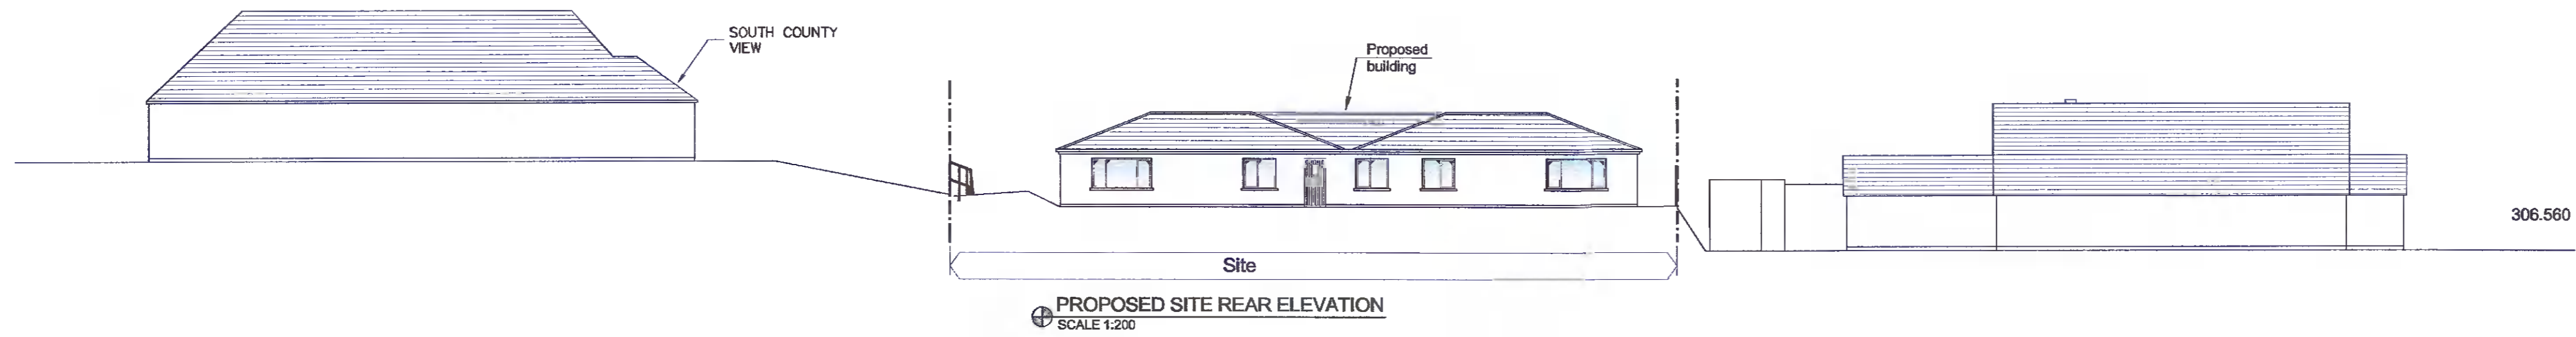 SOUTH COUNTY
VIEW
Proposed
building
306.560
Site
PROPOSED SITE REAR ELEVATION
SCALE 1:200